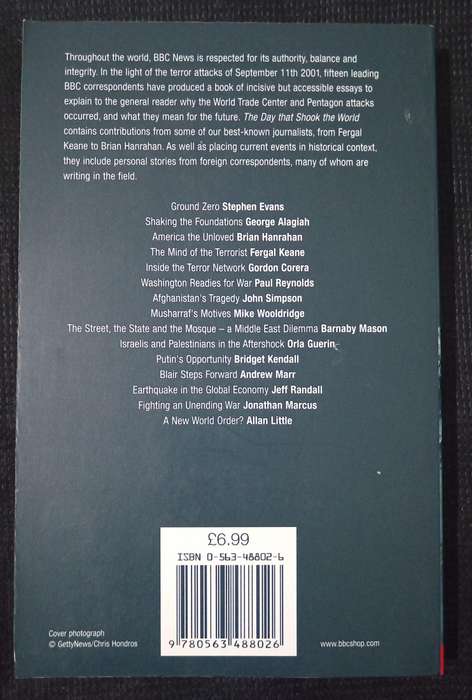 Throughout the world, BBC News is respected for its authority, balance and
integrity. In the light of the terror attacks of September 11th 2001, fifteen leading
BBC correspondents have produced a book of incisive but accessible essays to
explain to the general reader why the World Trade Center and Pentagon attacks
occurred, and what they mean for the future. The Day that Shook the World
contains contributions from some of our best-known journalists, from Fergal
Keane to Brian Hanrahan. As well as placing current events in historical context,
they include personal stories from foreign correspondents, many of whom are
writing in the field.
Ground Zero Stephen Evans
Shaking the Foundations George Alagiah
America the Unloved Brian Hanrahan
The Mind of the Terrorist Fergal Keane
Inside the Terror Network Gordon Corera
Washington Readies for War Paul Reynolds
Afghanistan's Tragedy John Simpson
Musharraf's Motives Mike Wooldridge
The Street, the State and the Mosque – a Middle East Dilemma Barnaby Mason
Israelis and Palestinians in the Aftershock Orla Guerin
Putin's Opportunity Bridget Kendall
Blair Steps Forward Andrew Marr
Earthquake in the Global Economy Jeff Randall
Fighting an Unending War Jonathan Marcus
A New World Order? Allan Little
£6.99
ISBN 0-563-48802-6
9 780563 488026
Cover photograph
© GettyNews/Chris Hondros
www.bbcshop.com